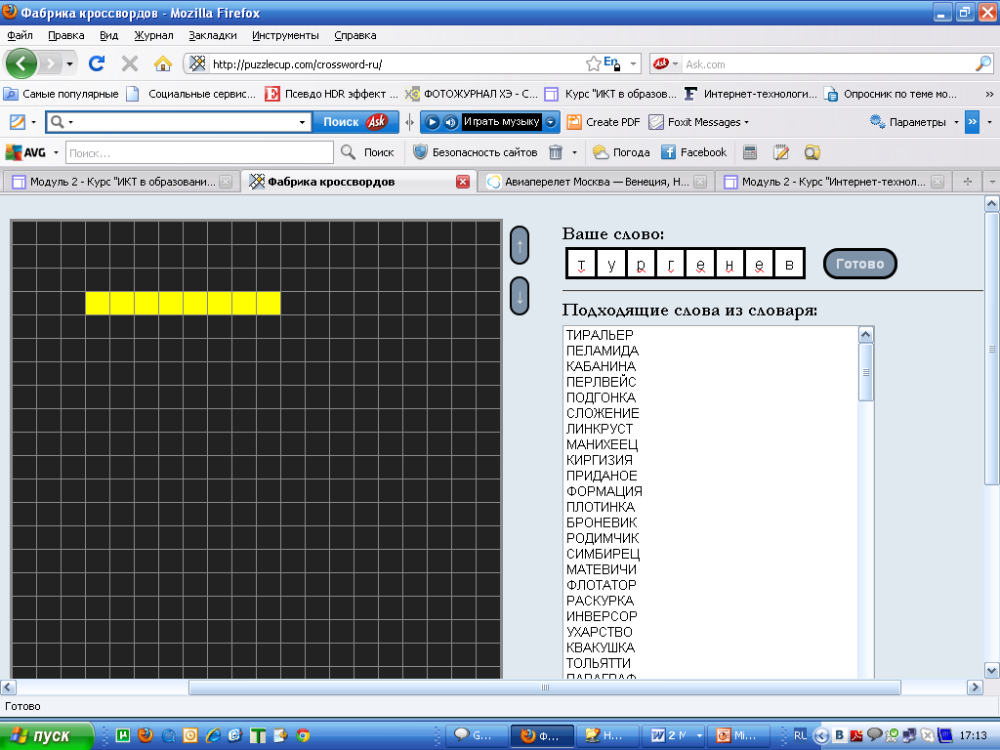 Фабрика кроссвордов - Mozilla Firefox
Файл Правка Вид Журнал Закладки Инструменты Справка
http://puzzlecup.com/crossword-ru/ En Ask Ask.com
Самые популярные Социальные сервис... Псевдо HDR эффект ... ФОТОЖУРНАЛ ХЭ - С... Курс "ИКТ в образов... Интернет-технологи... Опросник по теме мо... »
Поиск Ask Играть музыку Create PDF Foxit Messages Параметры »
AVG Поиск... Поиск Безопасность сайтов Погода Facebook
Модуль 2 - Курс "ИКТ в образовани... Фабрика кроссвордов Авиаперелет Москва — Венеция, Н... Модуль 2 - Курс "Интернет-технол...
Ваше слово:
т у р г е н е в Готово
Подходящие слова из словаря:
ТИРАЛЬЕР
ПЕЛАМИДА
КАБАНИНА
ПЕРЛВЕЙС
ПОДГОНКА
СЛОЖЕНИЕ
ЛИНКРУСТ
МАНИХЕЕЦ
КИРГИЗИЯ
ПРИДАНОЕ
ФОРМАЦИЯ
ПЛОТИНКА
БРОНЕВИК
РОДИМЧИК
СИМБИРЕЦ
МАТЕВИЧИ
ФЛОТАТОР
РАСКУРКА
ИНВЕРСОР
УХАРСТВО
КВАКУШКА
ТОЛЬЯТТИ
ПАРАГРАФ
Готово
пуск G... Ф... Н... 2 М Mi... RL 17:13